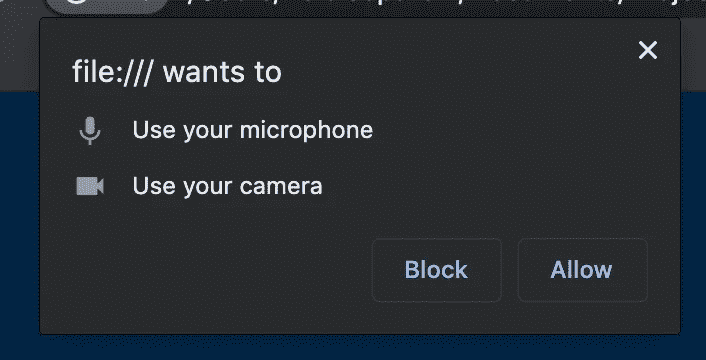 file:/// wants to
Use your microphone
Use your camera
Block
Allow